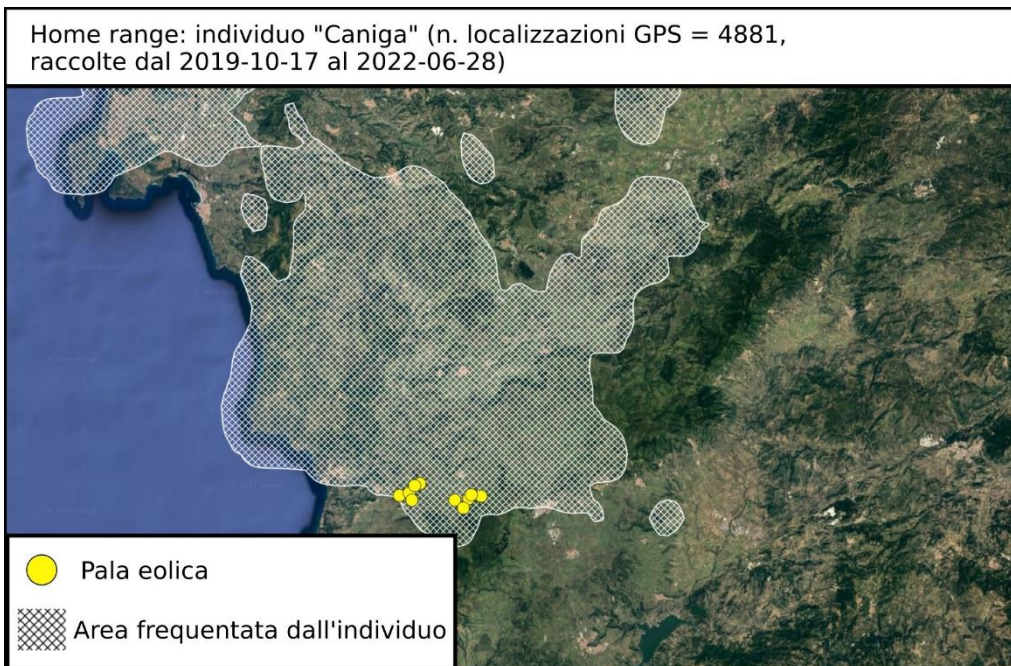 Home range: individuo "Caniga" (n. localizzazioni GPS = 4881,
raccolte dal 2019-10-17 al 2022-06-28)
Pala eolica
Area frequentata dall'individuo